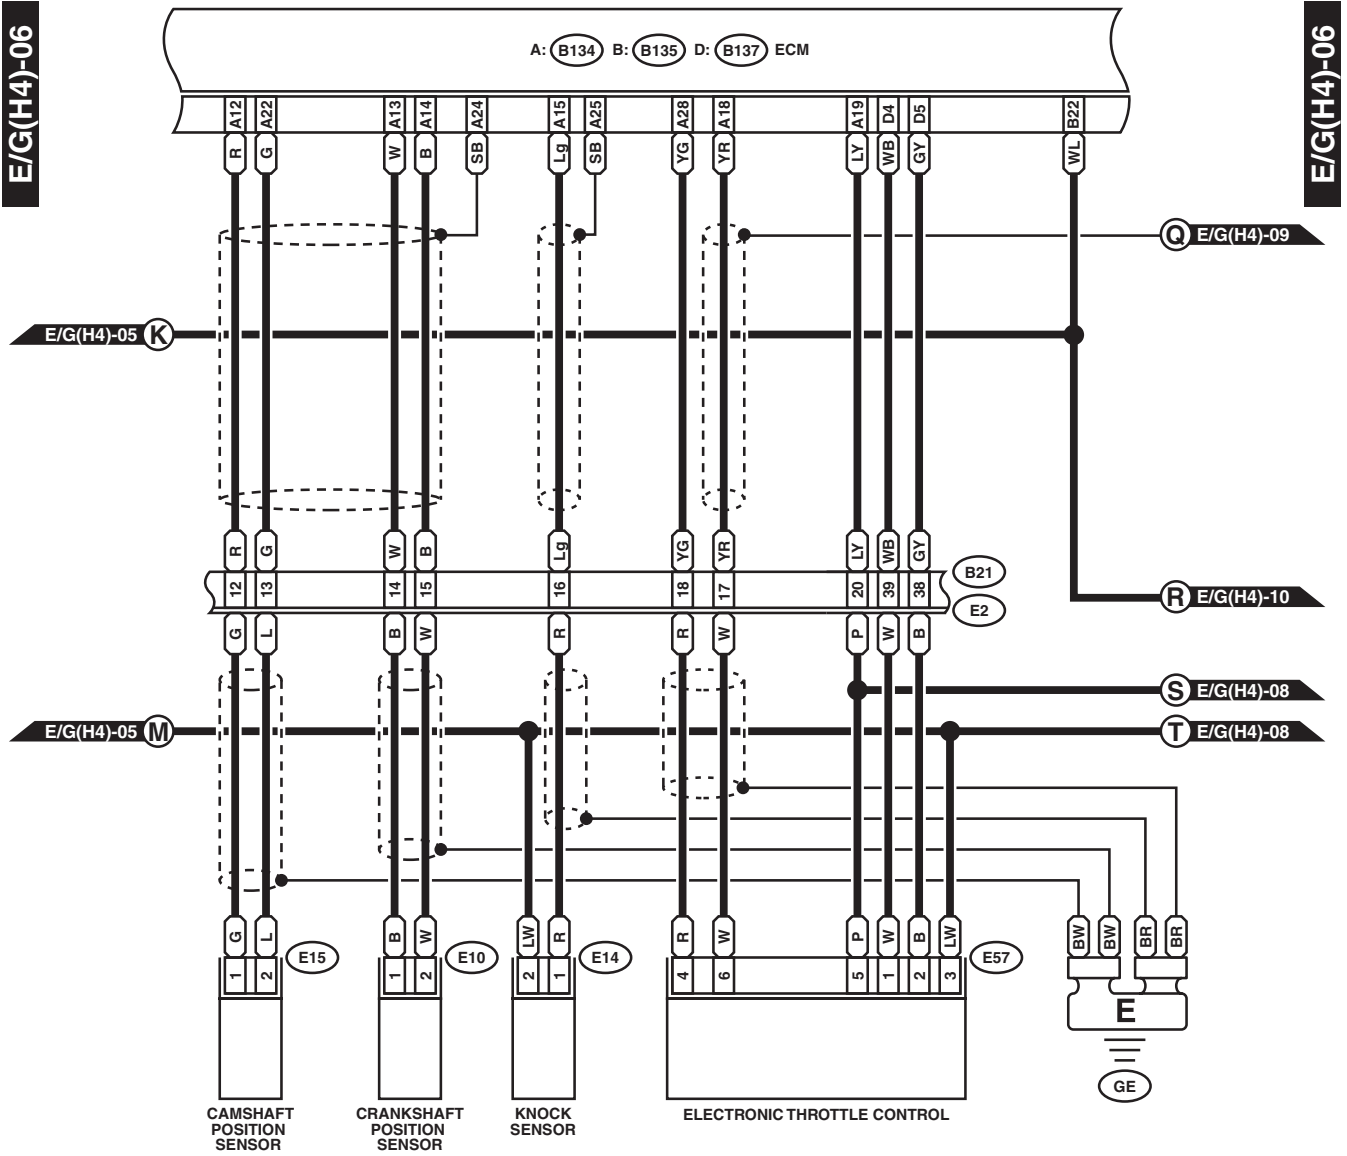 E/G(H4)-06
E/G(H4)-06
A: B134 B: B135 D: B137 ECM
A12 A22 A13 A14 A24 A15 A25 A28 A18 A19 D4 D5 B22
R G W B SB Lg SB YG YR LY WB GY WL
Q E/G(H4)-09
E/G(H4)-05 K
R G W B Lg YG YR LY WB GY
B21
12 13 14 15 16 18 17 20 39 38
R E/G(H4)-10
E2
G L B W R R W P W B
S E/G(H4)-08
E/G(H4)-05 M
T E/G(H4)-08
G L B W LW R R W P W B LW BW BW BR BR
E15 E10 E14 E57
1 2 1 2 2 1 4 6 5 1 2 3
E
GE
CAMSHAFT
POSITION
SENSOR
CRANKSHAFT
POSITION
SENSOR
KNOCK
SENSOR
ELECTRONIC THROTTLE CONTROL